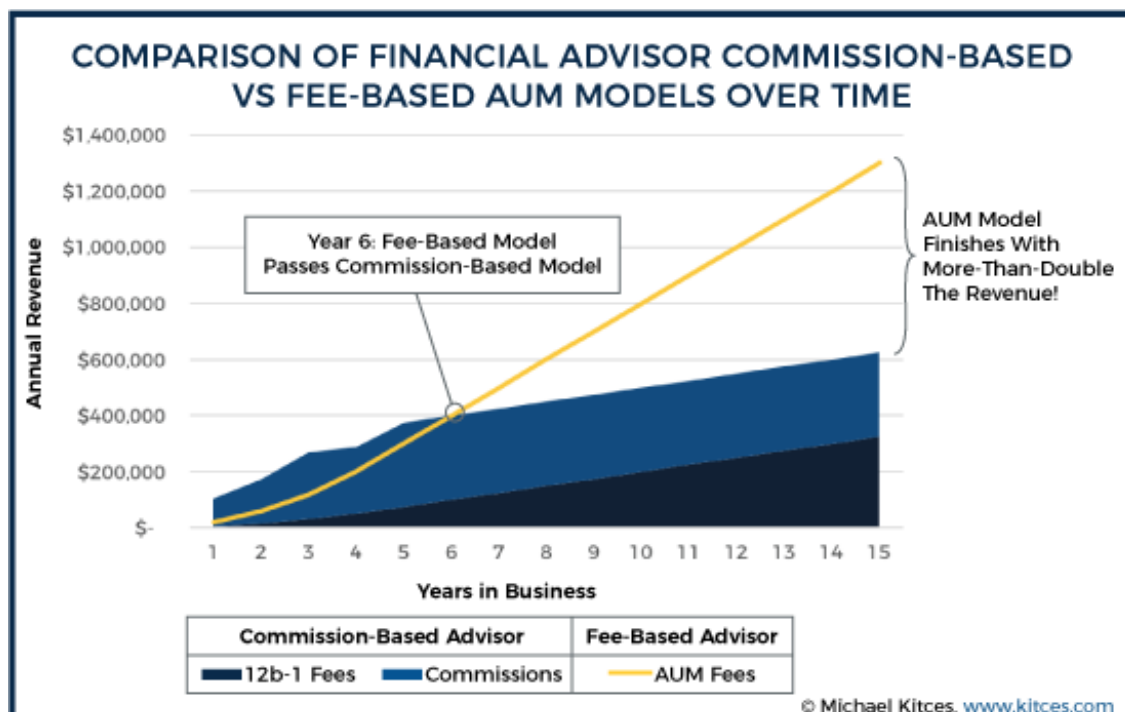 COMPARISON OF FINANCIAL ADVISOR COMMISSION-BASED
VS FEE-BASED AUM MODELS OVER TIME
Annual Revenue
$1,400,000
$1,200,000
$1,000,000
$800,000
$600,000
$400,000
$200,000
$-
Year 6: Fee-Based Model
Passes Commission-Based Model
AUM Model
Finishes With
More-Than-Double
The Revenue!
1 2 3 4 5 6 7 8 9 10 11 12 13 14 15
Years in Business
Commission-Based Advisor Fee-Based Advisor
12b-1 Fees Commissions AUM Fees
© Michael Kitces, www.kitces.com